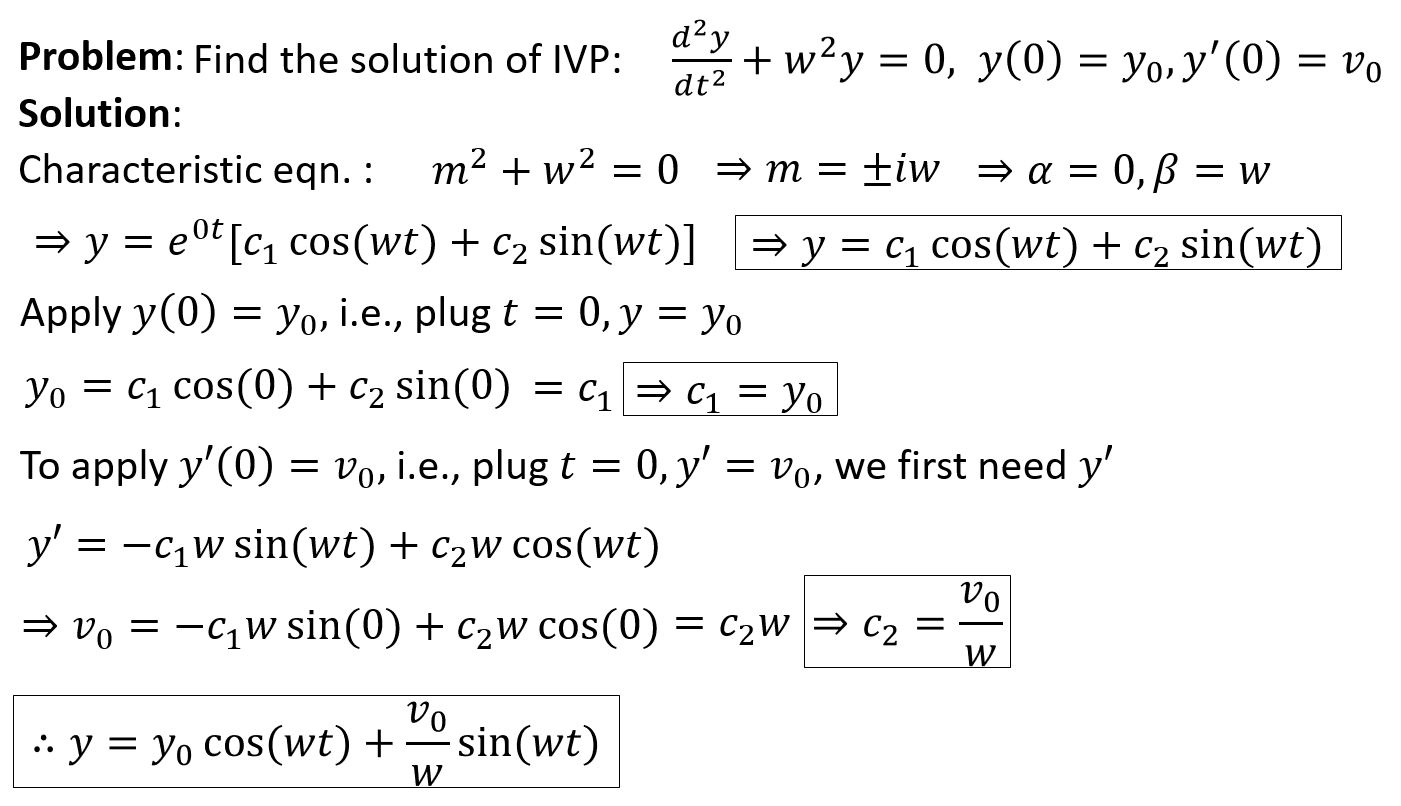 Problem: Find the solution of IVP: d²y/dt² + w²y = 0, y(0) = y₀, y′(0) = v₀
Solution:
Characteristic eqn. : m² + w² = 0 ⇒ m = ±iw ⇒ α = 0, β = w
⇒ y = e⁰ᵗ[c₁ cos(wt) + c₂ sin(wt)] ⇒ y = c₁ cos(wt) + c₂ sin(wt)
Apply y(0) = y₀, i.e., plug t = 0, y = y₀
y₀ = c₁ cos(0) + c₂ sin(0) = c₁ ⇒ c₁ = y₀
To apply y′(0) = v₀, i.e., plug t = 0, y′ = v₀, we first need y′
y′ = −c₁w sin(wt) + c₂w cos(wt)
⇒ v₀ = −c₁w sin(0) + c₂w cos(0) = c₂w ⇒ c₂ = v₀/w
∴ y = y₀ cos(wt) + v₀/w sin(wt)